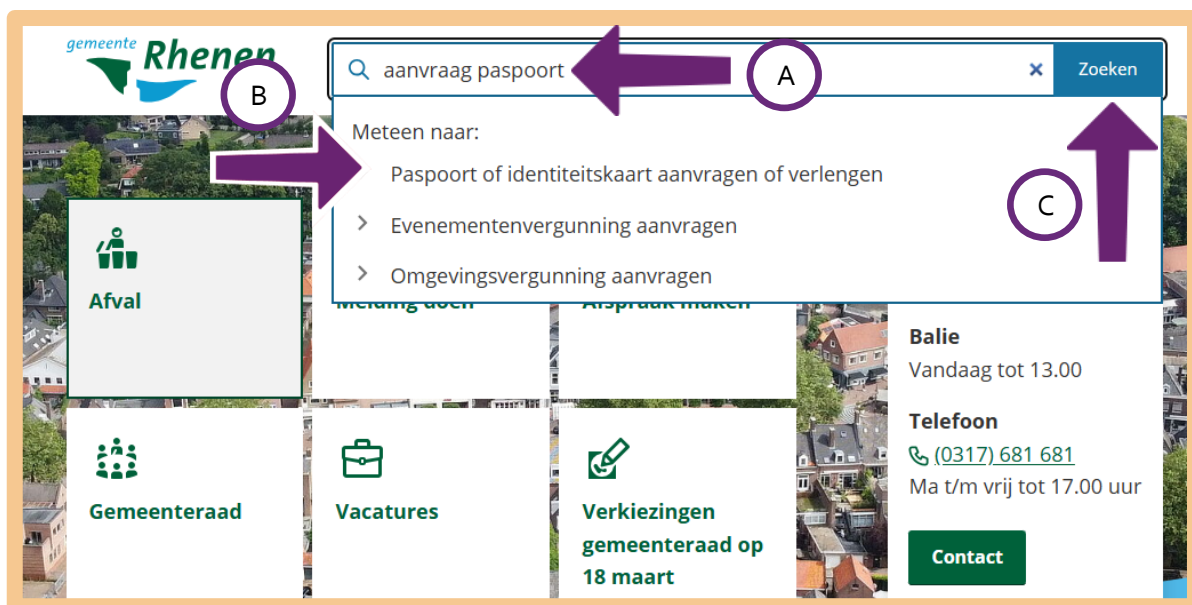 gemeente
Rhenen
aanvraag paspoort
A
×
Zoeken
B
Meteen naar:
Paspoort of identiteitskaart aanvragen of verlengen
C
Evenementenvergunning aanvragen
Omgevingsvergunning aanvragen
Afval
Melding doen
Afspraak maken
Balie
Vandaag tot 13.00
Telefoon
(0317) 681 681
Ma t/m vrij tot 17.00 uur
Gemeenteraad
Vacatures
Verkiezingen
gemeenteraad op
18 maart
Contact